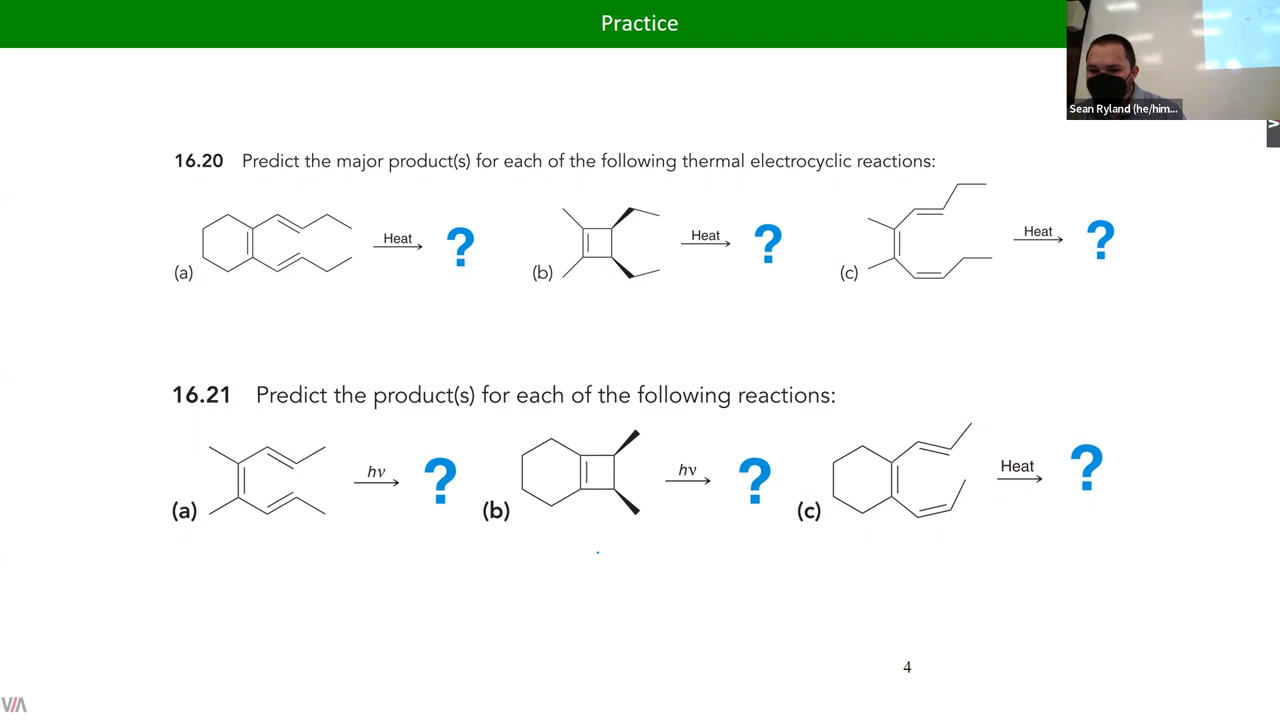 Practice
Sean Ryland (he/him...
V
16.20 Predict the major product(s) for each of the following thermal electrocyclic reactions:
(a) Heat ? (b) Heat ? (c) Heat ?
16.21 Predict the product(s) for each of the following reactions:
(a) hν ? (b) hν ? (c) Heat ?
4
VIA